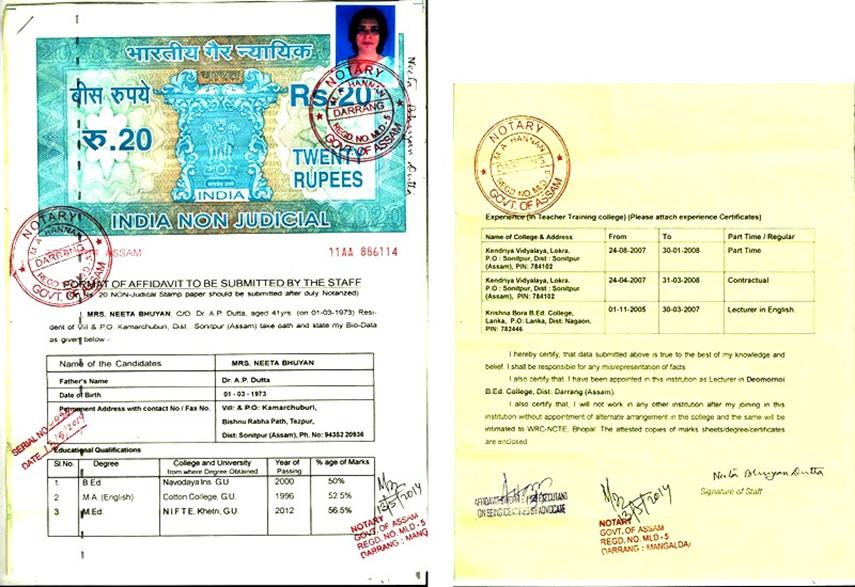 भारतीय गैर न्यायिक
भारत
बीस रुपये
Rs.20
रु.20
TWENTY
RUPEES
INDIA
INDIA NON JUDICIAL
NOTARY
M.A. HANNAN
DARRANG
REGD. NO. MLD-5
GOVT. OF ASSAM
Neeta Bhuyan Dutta
NOTARY
M.A. HANNAN
DARRANG
REGD. NO. MLD-5
GOVT. OF ASSAM
ASSAM
11AA 886114
FORMAT OF AFFIDAVIT TO BE SUBMITTED BY THE STAFF
20 NON-Judicial Stamp paper should be submitted after duly Notarized)
MRS. NEETA BHUYAN, C/O Dr. A.P. Dutta, aged 41yrs (on 01-03-1973) Resi-
dent of Vill & P.O. Kamarchuburi, Dist : Sonitpur (Assam) take oath and state my Bio-Data
as given below -
Name of the Candidates MRS. NEETA BHUYAN
Father's Name Dr. A.P. Dutta
Date of Birth 01 - 03 - 1973
Permanent Address with contact No / Fax No. Vill: & P.O: Kamarchuburi,
Bishnu Rabha Path, Tezpur,
Dist: Sonitpur (Assam), Ph. No: 94352 20936
SERIAL NO
DATE 13/5/2014
Educational Qualifications
Sl.No. Degree College and University from where Degree Obtained Year of Passing % age of Marks
1 B.Ed. Navodaya Ins. G.U. 2000 50%
2. M.A. (English) Cotton College, G.U. 1996 52.5%
3. M.Ed. N I F T E, Khetri, G.U. 2012 56.5%
13/5/2014
NOTARY
GOVT. OF ASSAM
REGD. NO. MLD-5
DARRANG : MANG
NOTARY
M.A. HANNAN
DARRANG
REGD. NO. MLD-5
GOVT. OF ASSAM
Experience (in Teacher Training college) (Please attach experience Certificates)
Name of College & Address From To Part Time / Regular
Kendriya Vidyalaya, Lokra. 24-08-2007 30-01-2008 Part Time
P.O : Sonitpur, Dist : Sonitpur
(Assam), PIN: 784102
Kendriya Vidyalaya, Lokra. 24-04-2007 31-03-2008 Contractual
P.O : Sonitpur, Dist : Sonitpur
(Assam), PIN: 784102
Krishna Bora B.Ed. College, 01-11-2005 30-03-2007 Lecturer in English.
Lanka, P.O: Lanka, Dist: Nagaon.
PIN: 782446
I hereby certify, that data submitted above is true to the best of my knowledge and
belief. I shall be responsible for any misrepresentation of facts.
I also certify that. I have been appointed in this institution as Lecturer in Deomornoi
B.Ed. College, Dist: Darrang (Assam).
I also certify that, I will not work in any other institution after my joining in this
institution without appointment of alternate arrangement in the college and the same will be
intimated to WRC-NCTE, Bhopal. The attested copies of marks sheets/degree/certificates
are enclosed.
ON BEING IDENTIFIED BY ADVOCATE
13/5/2014
NOTARY
GOVT. OF ASSAM
REGD. NO. MLD-5
DARRANG : MANGALDAI
Neeta Bhuyan Dutta
Signature of Staff